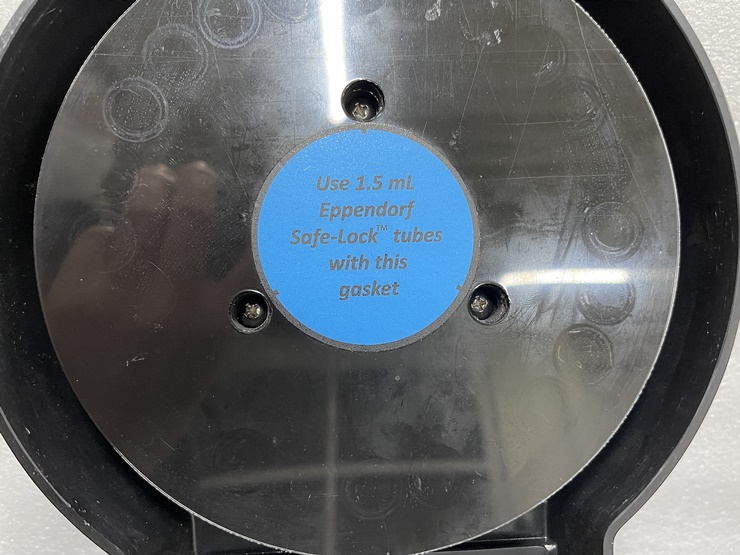 Use 1.5 mL
Eppendorf
Safe-Lock™ tubes
with this
gasket